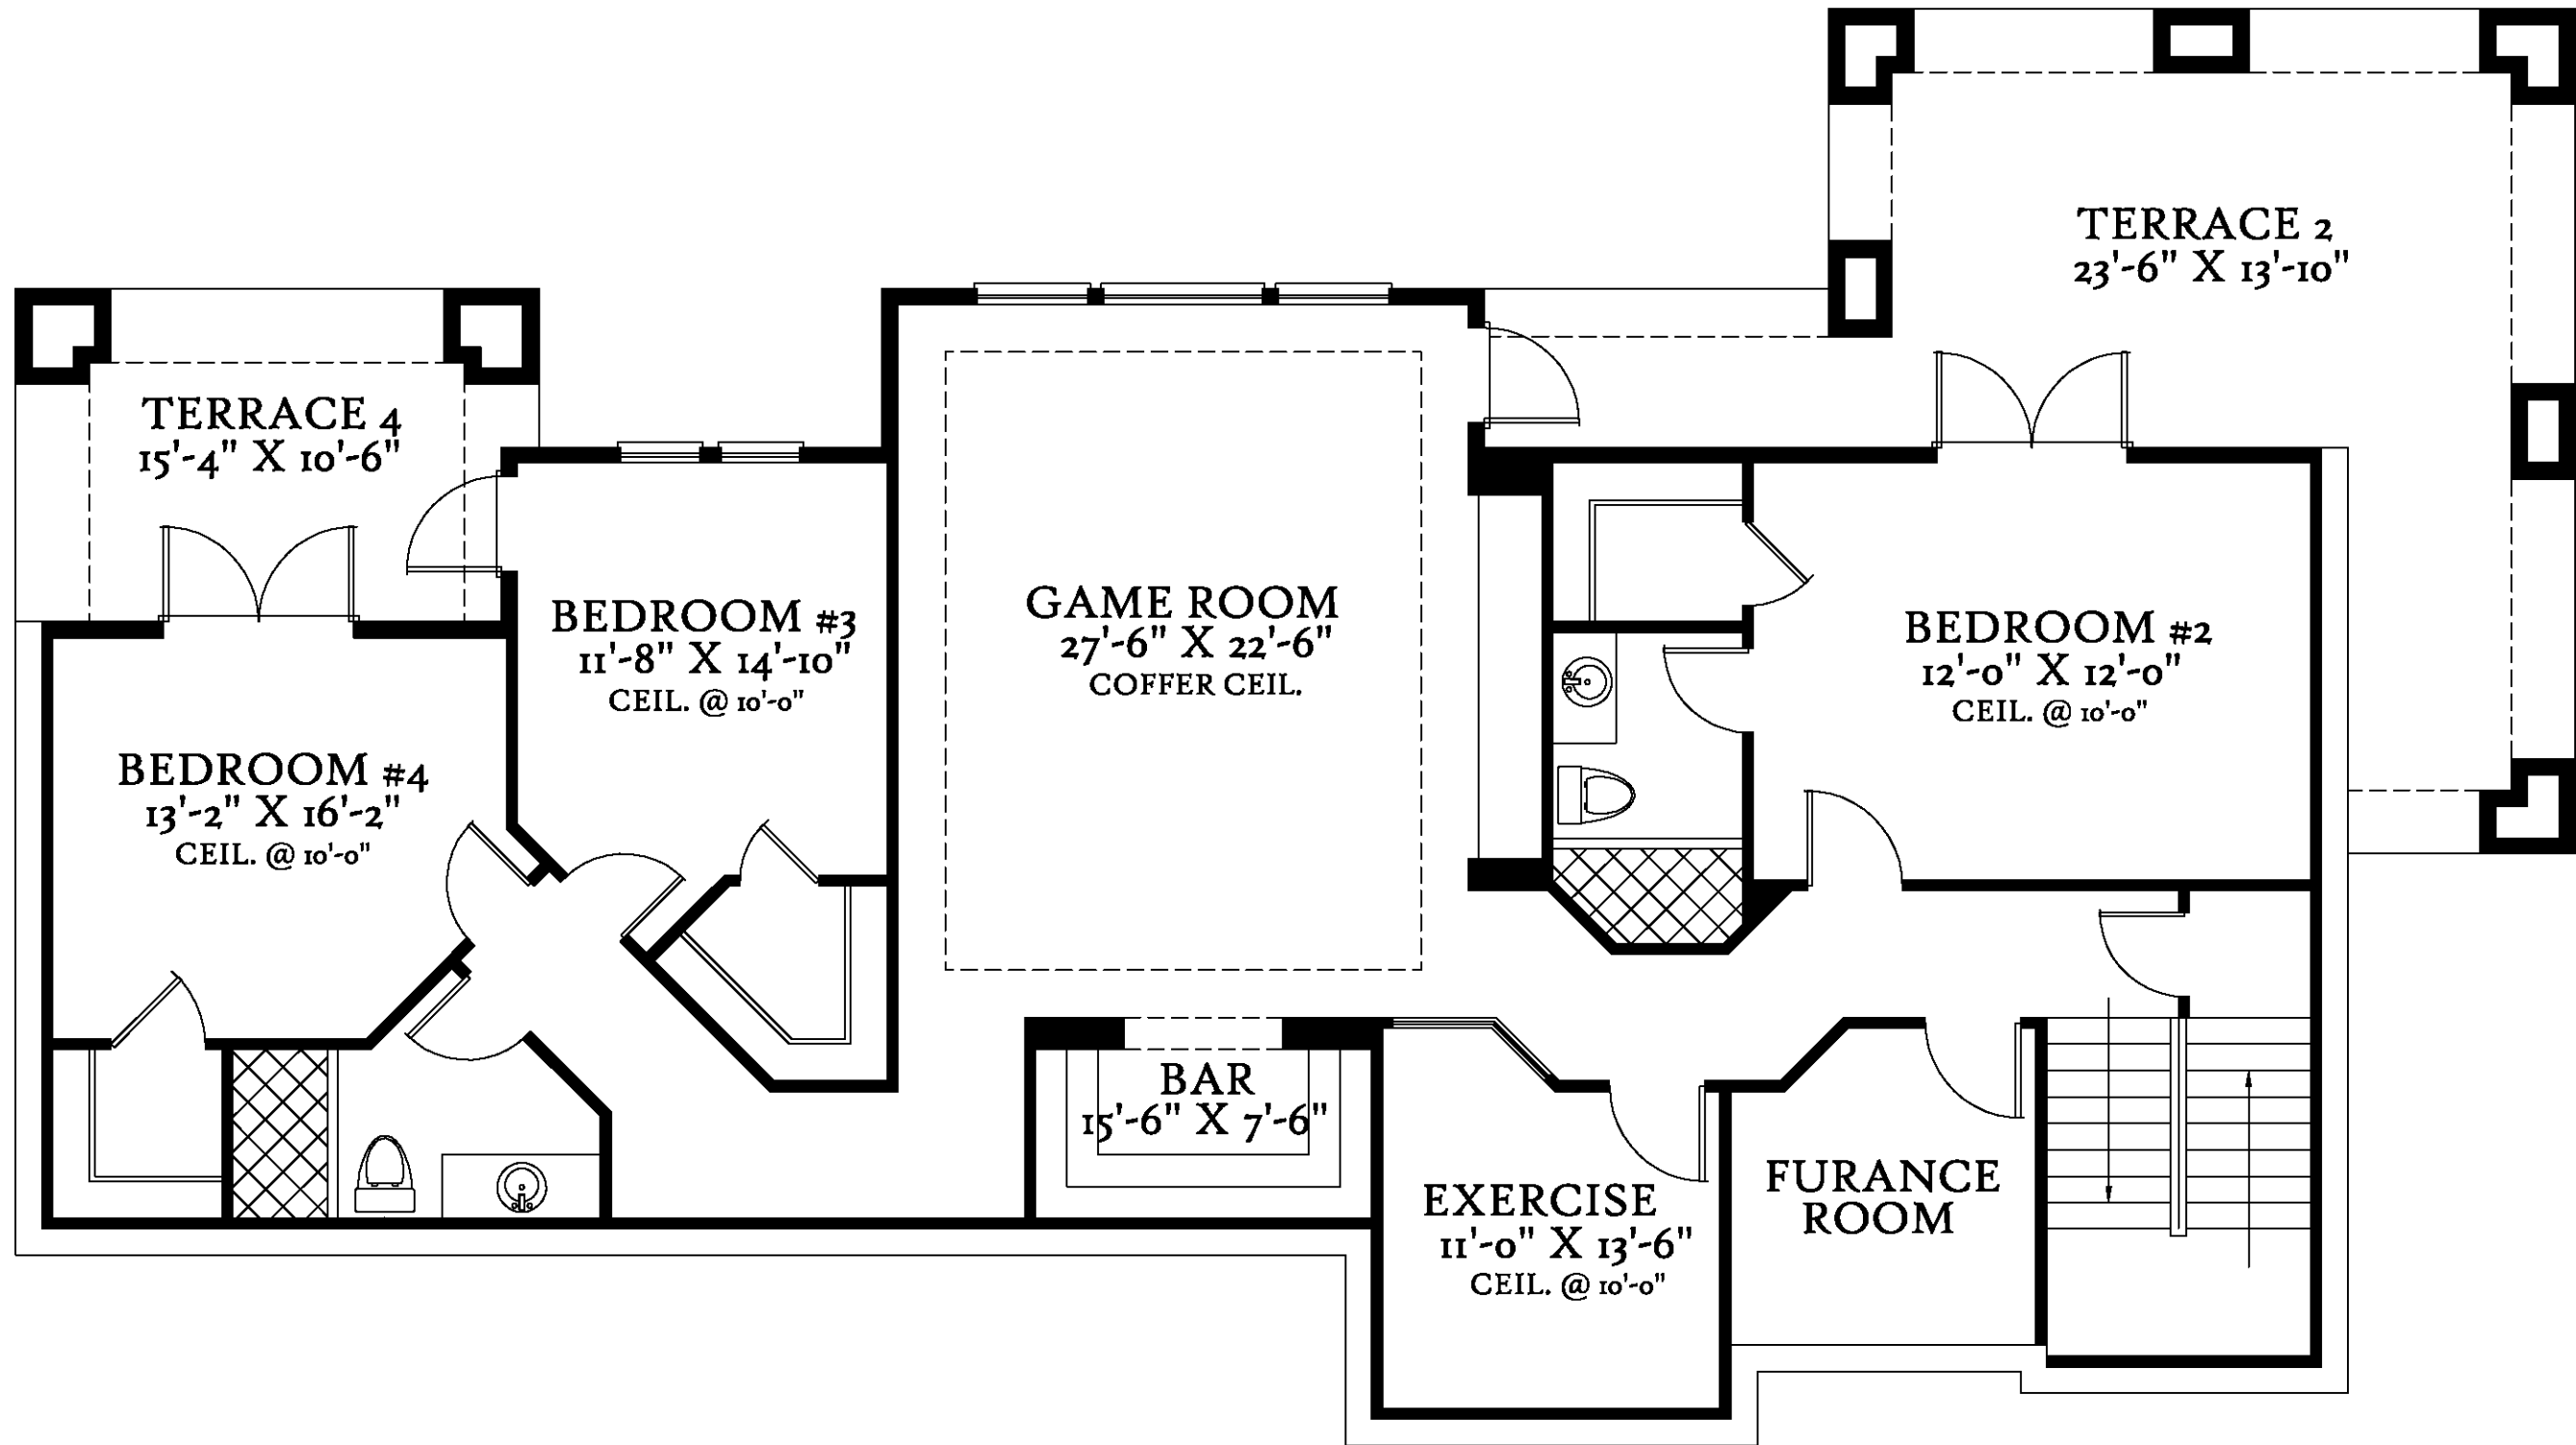 TERRACE 2
23'-6" X 13'-10"
TERRACE 4
15'-4" X 10'-6"
BEDROOM #3
11'-8" X 14'-10"
CEIL. @ 10'-0"
GAME ROOM
27'-6" X 22'-6"
COFFER CEIL.
BEDROOM #2
12'-0" X 12'-0"
CEIL. @ 10'-0"
BEDROOM #4
13'-2" X 16'-2"
CEIL. @ 10'-0"
BAR
15'-6" X 7'-6"
EXERCISE
11'-0" X 13'-6"
CEIL. @ 10'-0"
FURANCE
ROOM